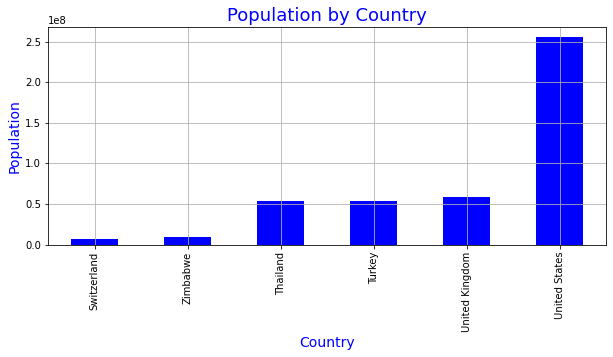 Population by Country
1e8
2.5
2.0
1.5
1.0
0.5
0.0
Population
Switzerland
Zimbabwe
Thailand
Turkey
United Kingdom
United States
Country